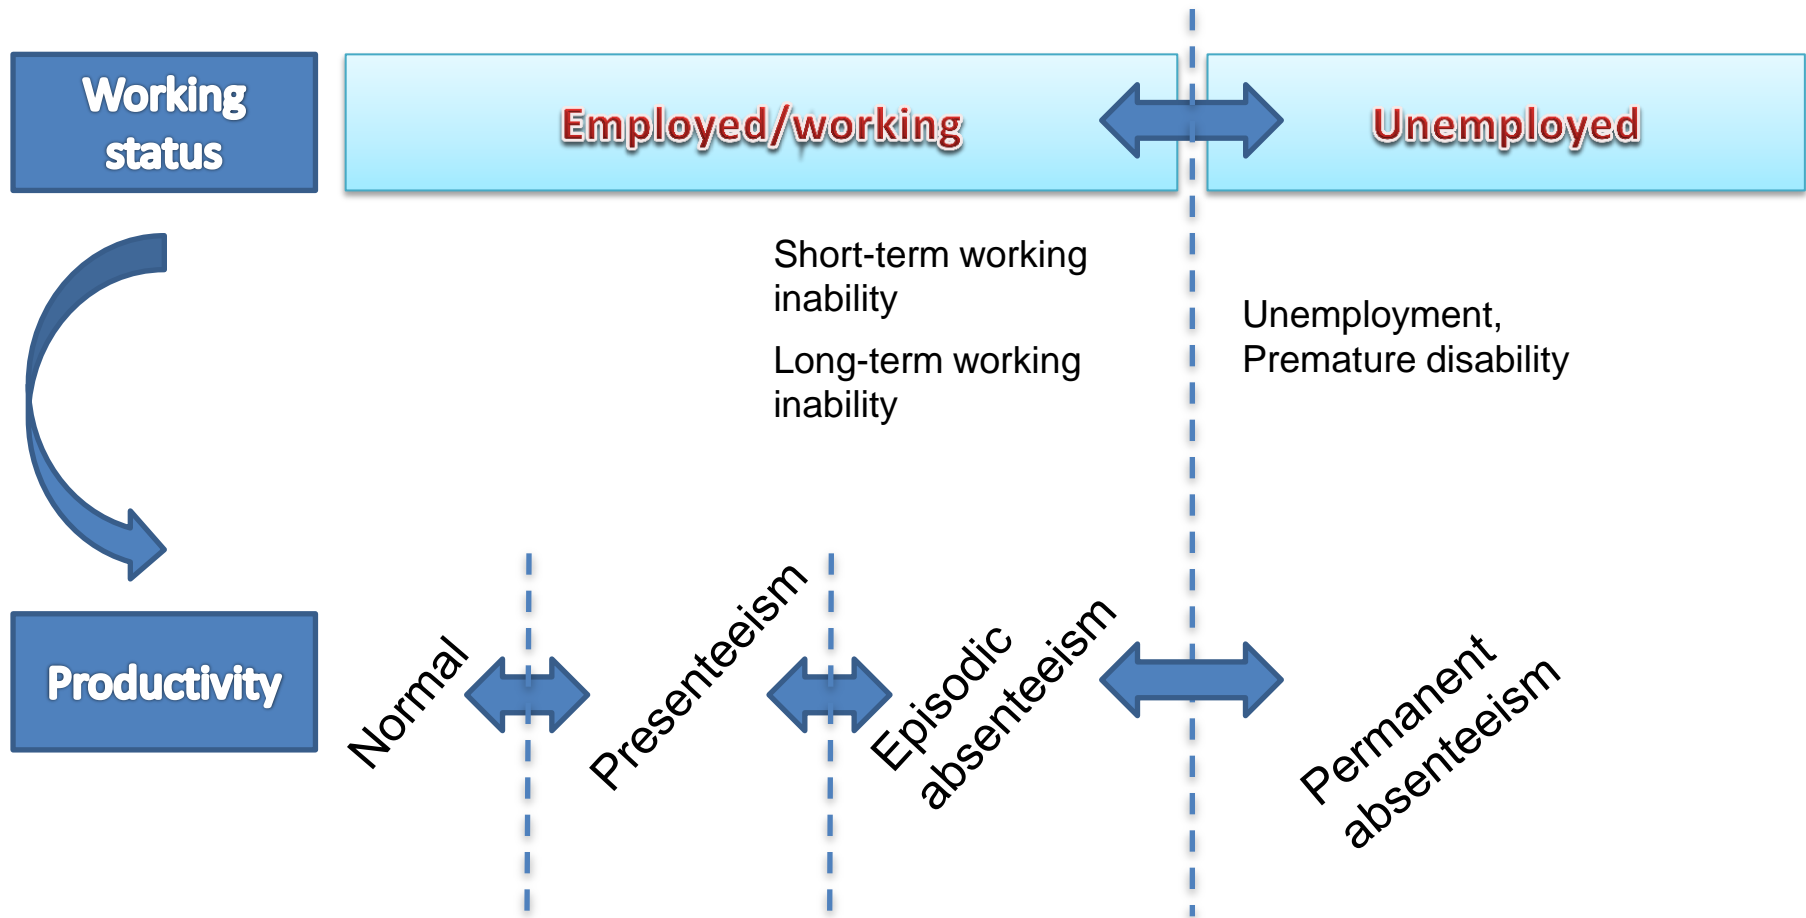 Working
status
Employed/working
Unemployed
Short-term working
inability
Long-term working
inability
Unemployment,
Premature disability
Productivity
Normal
Presenteeism
Episodic
absenteeism
Permanent
absenteeism